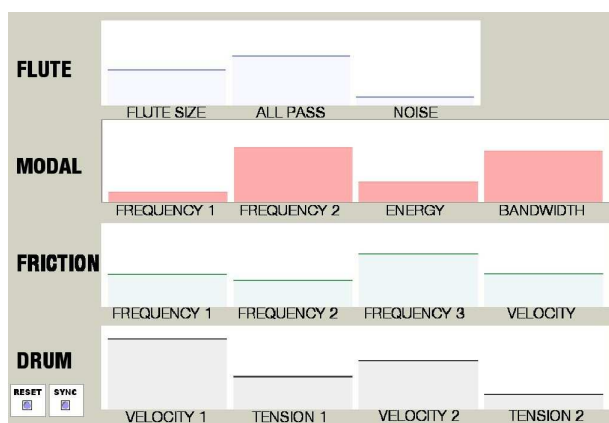 FLUTE
FLUTE SIZE ALL PASS NOISE
MODAL
FREQUENCY 1 FREQUENCY 2 ENERGY BANDWIDTH
FRICTION
FREQUENCY 1 FREQUENCY 2 FREQUENCY 3 VELOCITY
DRUM
RESET SYNC
VELOCITY 1 TENSION 1 VELOCITY 2 TENSION 2